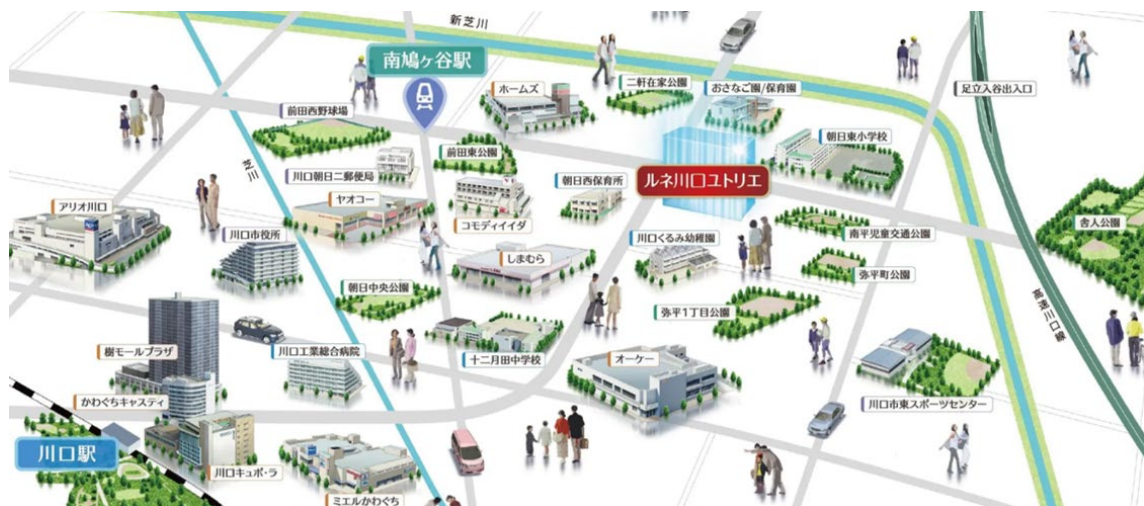 新芝川
南鳩ヶ谷駅
ホームズ
二軒在家公園
おさなご園/保育園
足立入谷出入口
前田西野球場
朝日東小学校
前田東公園
川口朝日二郵便局
朝日西保育所
ルネ川口ユトリエ
ヤオコー
コモディイイダ
アリオ川口
川口市役所
舎人公園
南平児童交通公園
川口くるみ幼稚園
しまむら
弥平町公園
朝日中央公園
弥平1丁目公園
高速川口線
樹モールプラザ
川口工業総合病院
十二月田中学校
オーケー
かわぐちキャスティ
川口市東スポーツセンター
川口駅
川口キュポ・ラ
ミエルかわぐち